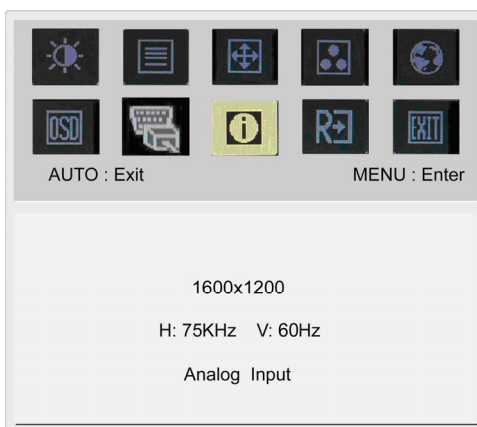 OSD
i
R
EXIT
AUTO : Exit MENU : Enter
1600x1200
H: 75KHz V: 60Hz
Analog Input